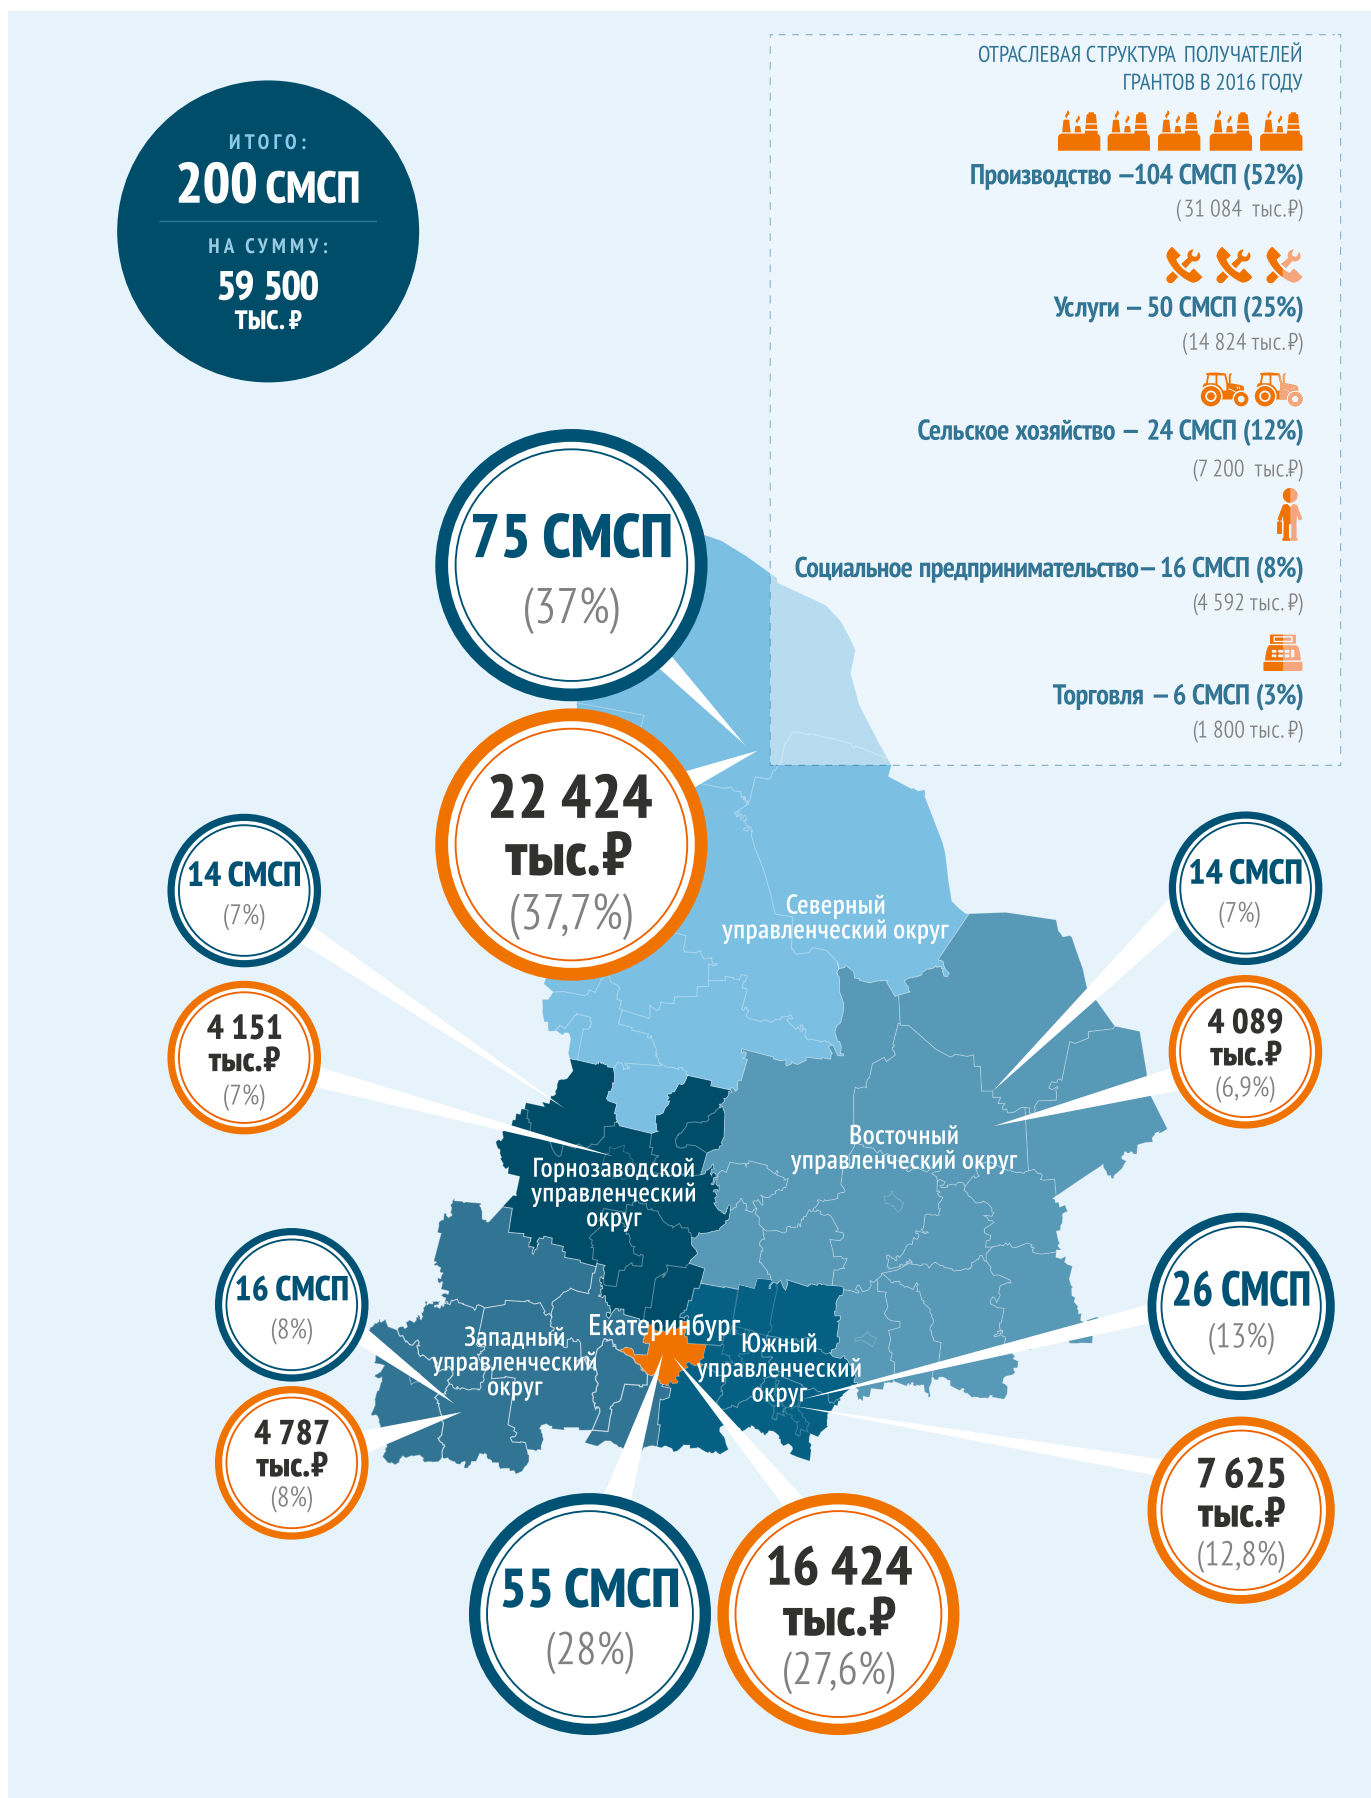 ИТОГО:
200 СМСП
НА СУММУ:
59 500
ТЫС. ₽
ОТРАСЛЕВАЯ СТРУКТУРА ПОЛУЧАТЕЛЕЙ
ГРАНТОВ В 2016 ГОДУ
Производство —104 СМСП (52%)
(31 084 тыс.₽)
Услуги — 50 СМСП (25%)
(14 824 тыс.₽)
Сельское хозяйство — 24 СМСП (12%)
(7 200 тыс.₽)
Социальное предпринимательство— 16 СМСП (8%)
(4 592 тыс.₽)
Торговля — 6 СМСП (3%)
(1 800 тыс.₽)
75 СМСП
(37%)
22 424
тыс.₽
(37,7%)
14 СМСП
(7%)
4 151
тыс.₽
(7%)
14 СМСП
(7%)
4 089
тыс.₽
(6,9%)
Северный
управленческий округ
Восточный
управленческий округ
Горнозаводской
управленческий
округ
16 СМСП
(8%)
4 787
тыс.₽
(8%)
Западный
управленческий
округ
Екатеринбург
Южный
управленческий
округ
26 СМСП
(13%)
7 625
тыс.₽
(12,8%)
55 СМСП
(28%)
16 424
тыс.₽
(27,6%)